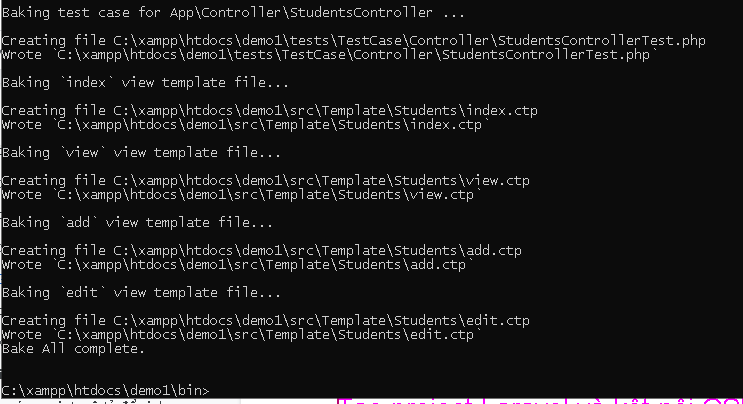 Baking test case for App\Controller\StudentsController ...
Creating file C:\xampp\htdocs\demo1\tests\TestCase\Controller\StudentsControllerTest.php
Wrote `C:\xampp\htdocs\demo1\tests\TestCase\Controller\StudentsControllerTest.php`
Baking `index` view template file...
Creating file C:\xampp\htdocs\demo1\src\Template\Students\index.ctp
Wrote `C:\xampp\htdocs\demo1\src\Template\Students\index.ctp`
Baking `view` view template file...
Creating file C:\xampp\htdocs\demo1\src\Template\Students\view.ctp
Wrote `C:\xampp\htdocs\demo1\src\Template\Students\view.ctp`
Baking `add` view template file...
Creating file C:\xampp\htdocs\demo1\src\Template\Students\add.ctp
Wrote `C:\xampp\htdocs\demo1\src\Template\Students\add.ctp`
Baking `edit` view template file...
Creating file C:\xampp\htdocs\demo1\src\Template\Students\edit.ctp
Wrote `C:\xampp\htdocs\demo1\src\Template\Students\edit.ctp`
Bake All complete.
C:\xampp\htdocs\demo1\bin>